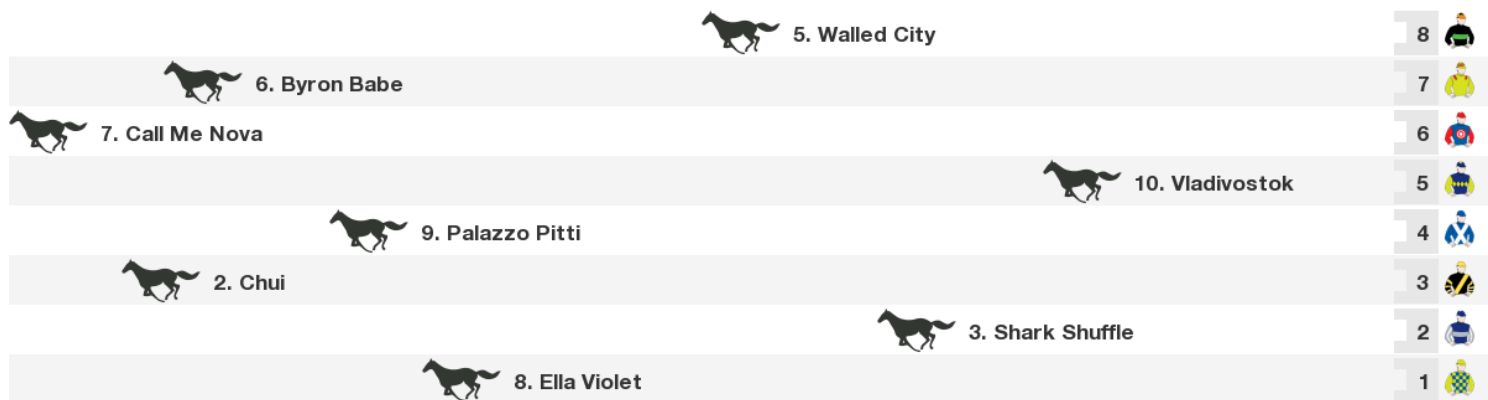 5. Walled City 8
6. Byron Babe 7
7. Call Me Nova 6
10. Vladivostok 5
9. Palazzo Pitti 4
2. Chui 3
3. Shark Shuffle 2
8. Ella Violet 1